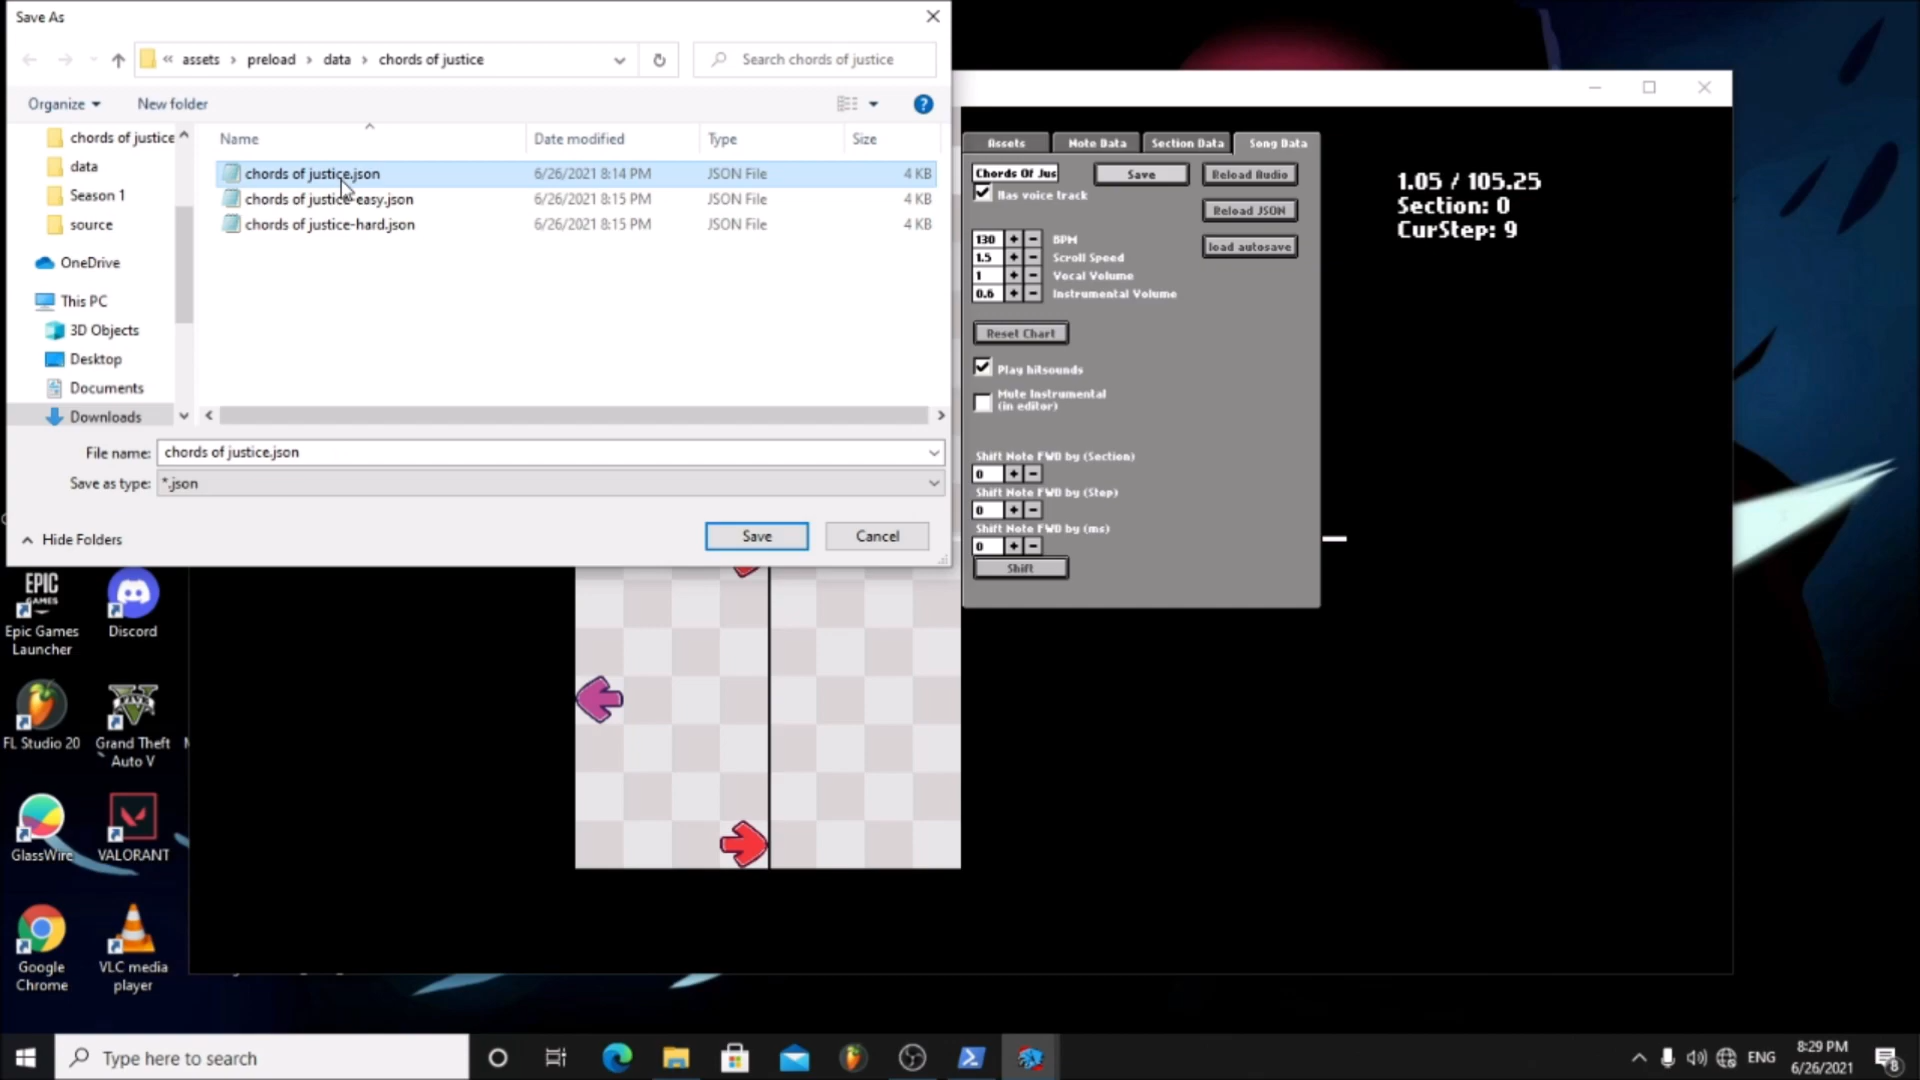 Save As
« assets › preload › data › chords of justice
Search chords of justice
Organize
New folder
chords of justice
data
Season 1
source
OneDrive
This PC
3D Objects
Desktop
Documents
Downloads
Name
Date modified
Type
Size
chords of justice.json 6/26/2021 8:14 PM JSON File 4 KB
chords of justice-easy.json 6/26/2021 8:15 PM JSON File 4 KB
chords of justice-hard.json 6/26/2021 8:15 PM JSON File 4 KB
File name: chords of justice.json
Save as type: *.json
Hide Folders
Save
Cancel
Assets
Note Data
Section Data
Song Data
Chords Of Jus
Save
Reload Audio
Has voice track
Reload JSON
130 + - BPM
load autosave
1.5 + - Scroll Speed
1 + - Vocal Volume
0.6 + - Instrumental Volume
Reset Chart
Play hitsounds
Mute Instrumental
(in editor)
Shift Note FWD by (Section)
0 + -
Shift Note FWD by (Step)
0 + -
Shift Note FWD by (ms)
0 + -
Shift
1.05 / 105.25
Section: 0
CurStep: 9
EPIC
GAMES
Epic Games
Launcher
Discord
FL Studio 20
Grand Theft
Auto V
GlassWire
VALORANT
Google
Chrome
VLC media
player
Type here to search
ENG
8:29 PM
6/26/2021
8